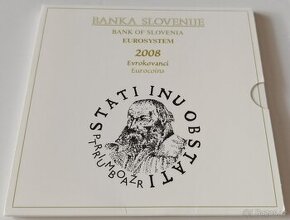 BANKA SLOVENIJE
BANK OF SLOVENIA
EUROSYSTEM
2008
Evrokovanci
Eurocoins
STATI INU OBSTATI